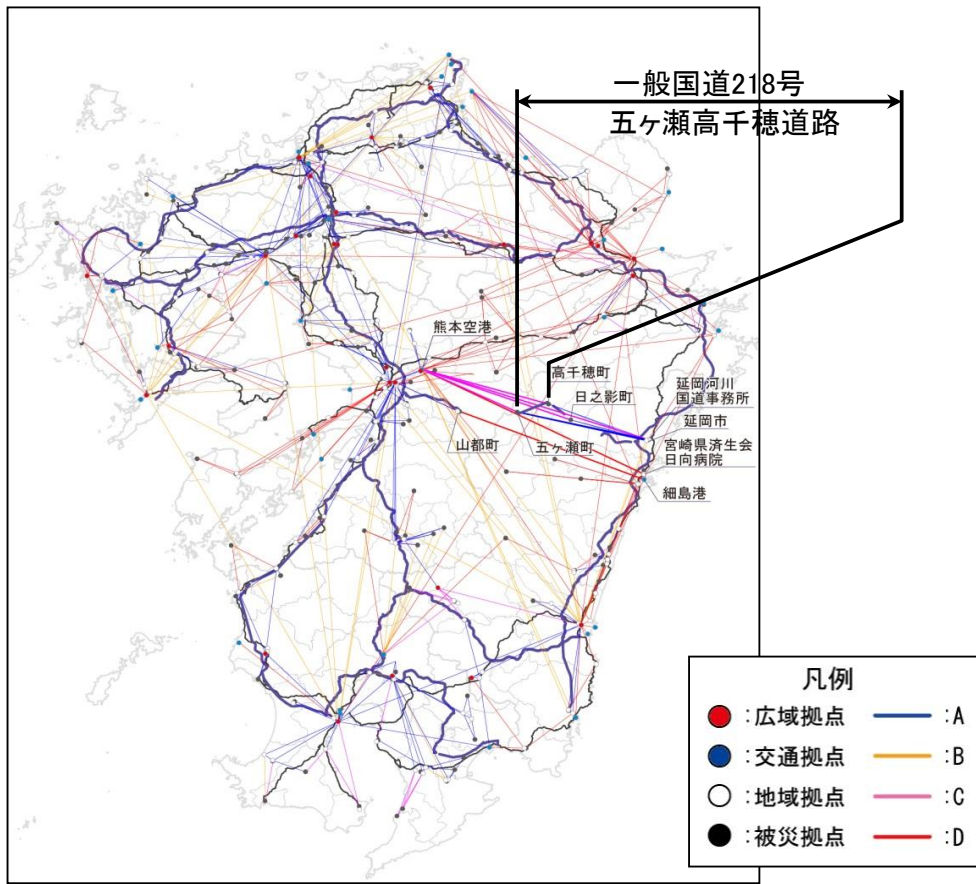 一般国道218号
五ヶ瀬高千穂道路
熊本空港
高千穂町
日之影町
延岡河川
国道事務所
延岡市
山都町
五ヶ瀬町
宮崎県済生会
日向病院
細島港
凡例
:広域拠点
:A
:交通拠点
:B
:地域拠点
:C
:被災拠点
:D